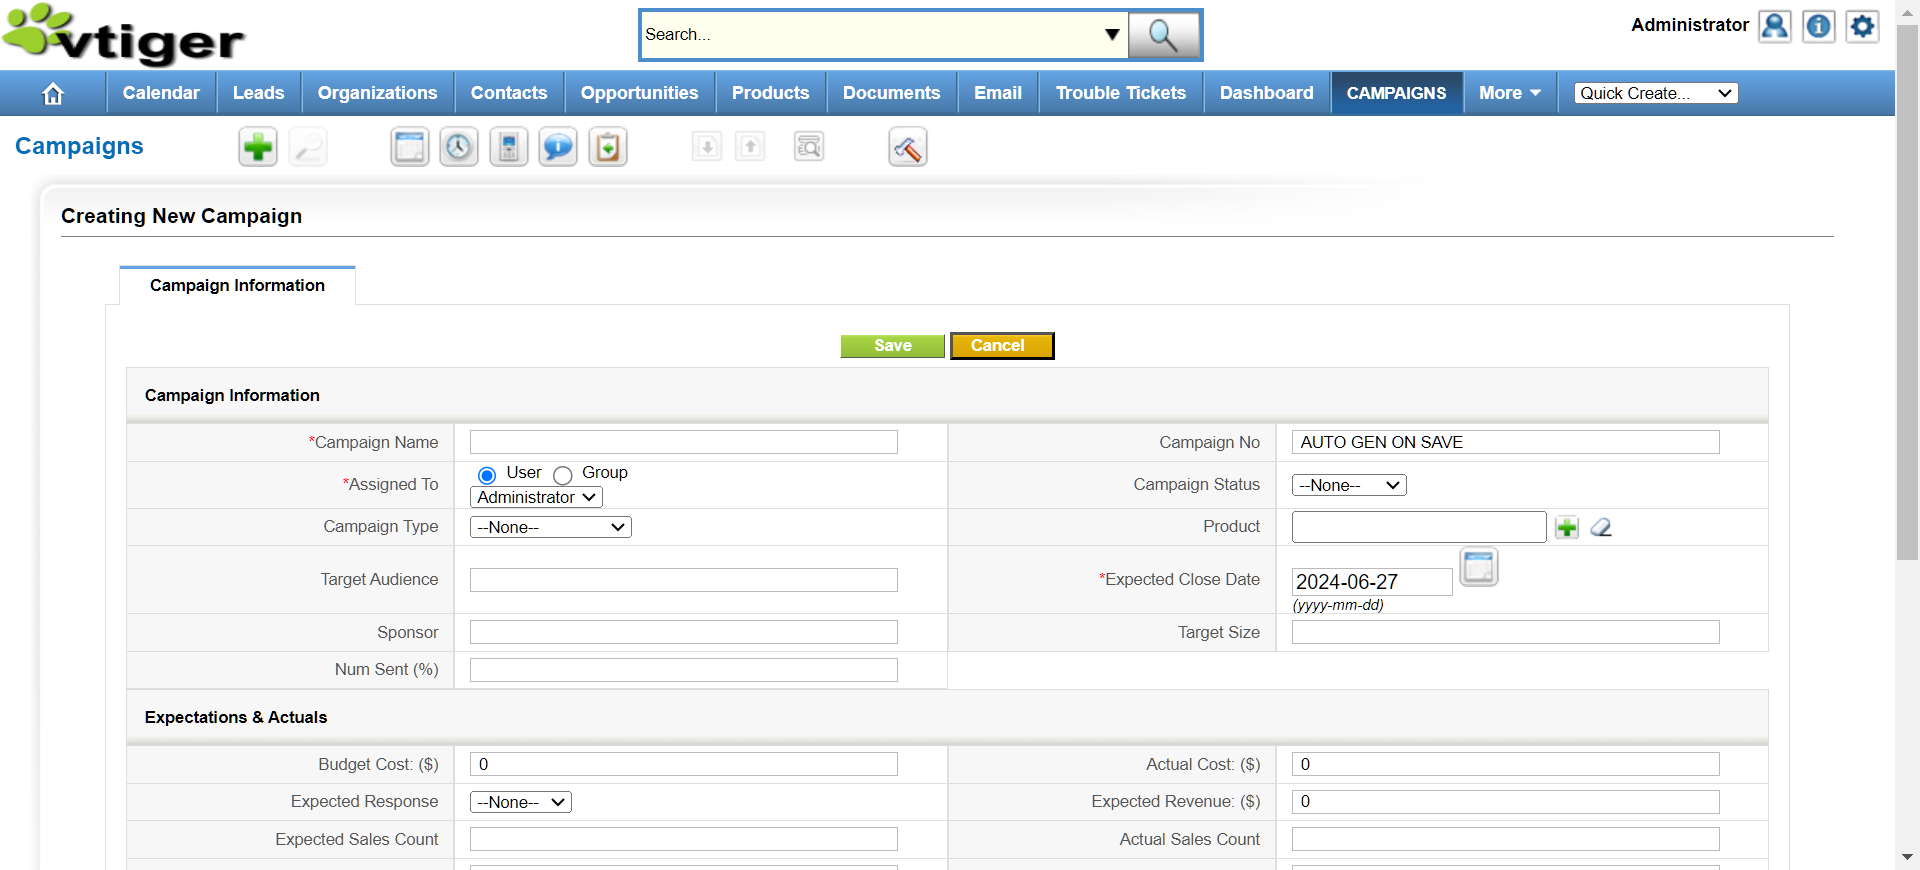 vtiger
Search...
Administrator
Calendar
Leads
Organizations
Contacts
Opportunities
Products
Documents
Email
Trouble Tickets
Dashboard
CAMPAIGNS
More
Quick Create...
Campaigns
Creating New Campaign
Campaign Information
Save
Cancel
Campaign Information
*Campaign Name
Campaign No
AUTO GEN ON SAVE
*Assigned To
User
Group
Administrator
Campaign Status
--None--
Campaign Type
--None--
Product
Target Audience
*Expected Close Date
2024-06-27
(yyyy-mm-dd)
Sponsor
Target Size
Num Sent (%)
Expectations & Actuals
Budget Cost: ($)
0
Actual Cost: ($)
0
Expected Response
--None--
Expected Revenue: ($)
0
Expected Sales Count
Actual Sales Count